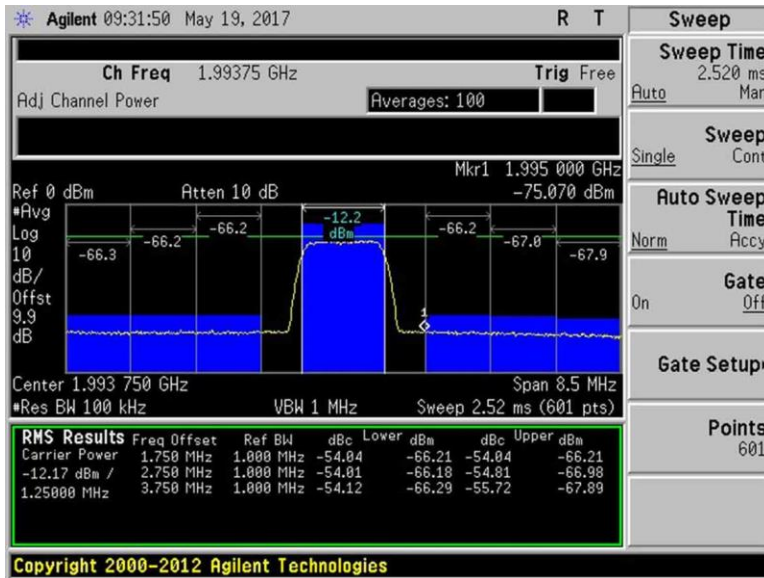 Agilent 09:31:50 May 19, 2017 R T
Sweep
Sweep Time
2.520 ms
Auto Man
Sweep
Single Cont
Auto Sweep
Time
Norm Accy
Gate
On Off
Gate Setup
Points
601
Ch Freq 1.99375 GHz Trig Free
Adj Channel Power Averages: 100
Mkr1 1.995 000 GHz
Ref 0 dBm Atten 10 dB -75.070 dBm
#Avg
Log
10
dB/
Offst
9.9
dB
-66.3 -66.2 -66.2 -12.2 -66.2 -67.0 -67.9
dBm
1
Center 1.993 750 GHz Span 8.5 MHz
#Res BW 100 kHz VBW 1 MHz Sweep 2.52 ms (601 pts)
RMS Results Freq Offset Ref BW dBc Lower dBm dBc Upper dBm
Carrier Power 1.750 MHz 1.000 MHz -54.04 -66.21 -54.04 -66.21
-12.17 dBm / 2.750 MHz 1.000 MHz -54.01 -66.18 -54.81 -66.98
1.25000 MHz 3.750 MHz 1.000 MHz -54.12 -66.29 -55.72 -67.89
Copyright 2000-2012 Agilent Technologies